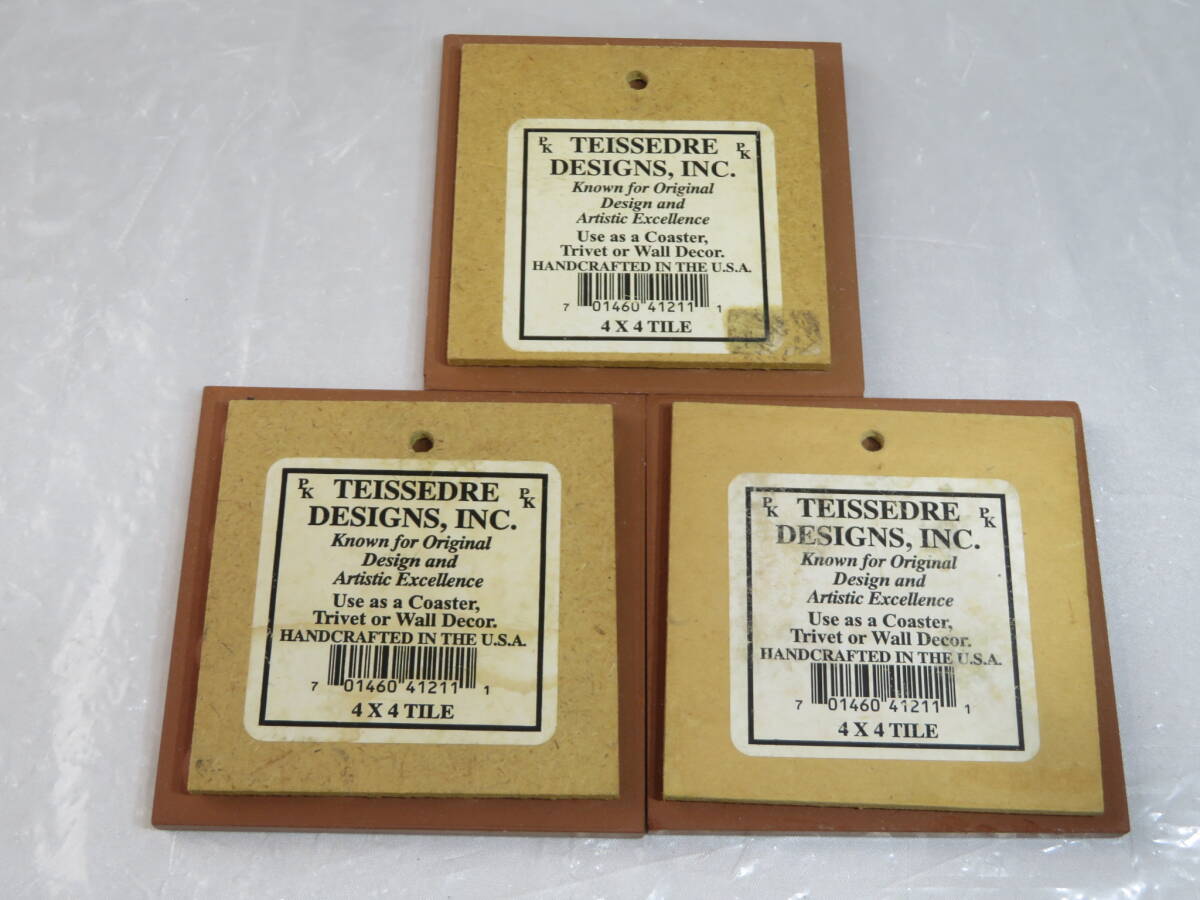 PK TEISSEDRE PK
DESIGNS, INC.
Known for Original
Design and
Artistic Excellence
Use as a Coaster,
Trivet or Wall Decor.
HANDCRAFTED IN THE U.S.A.
7 01460 41211 1
4 X 4 TILE
PK TEISSEDRE PK
DESIGNS, INC.
Known for Original
Design and
Artistic Excellence
Use as a Coaster,
Trivet or Wall Decor.
HANDCRAFTED IN THE U.S.A.
7 01460 41211 1
4 X 4 TILE
PK TEISSEDRE PK
DESIGNS, INC.
Known for Original
Design and
Artistic Excellence
Use as a Coaster,
Trivet or Wall Decor.
HANDCRAFTED IN THE U.S.A.
7 01460 41211 1
4 X 4 TILE